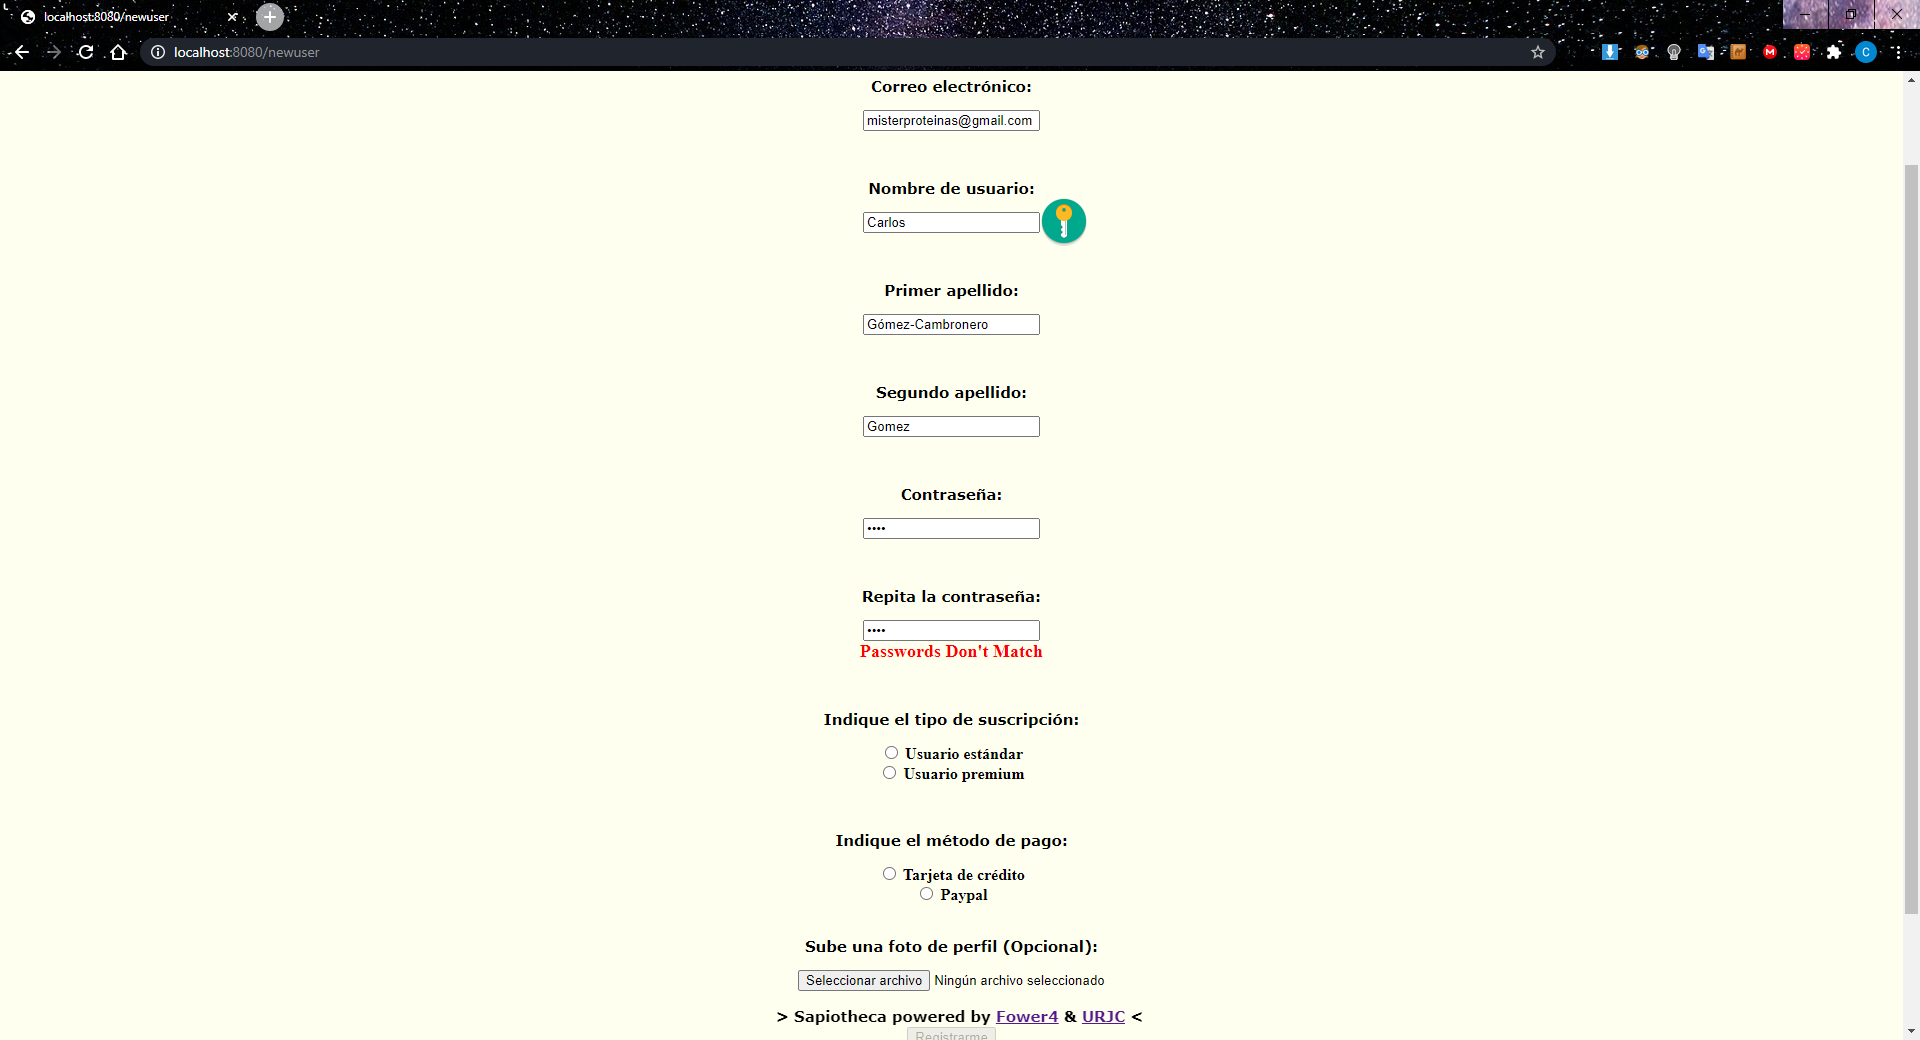 localhost:8080/newuser
localhost:8080/newuser
C
Correo electrónico:
misterproteinas@gmail.com
Nombre de usuario:
Carlos
Primer apellido:
Gómez-Cambronero
Segundo apellido:
Gomez
Contraseña:
••••
Repita la contraseña:
••••
Passwords Don't Match
Indique el tipo de suscripción:
Usuario estándar
Usuario premium
Indique el método de pago:
Tarjeta de crédito
Paypal
Sube una foto de perfil (Opcional):
Seleccionar archivo Ningún archivo seleccionado
> Sapiotheca powered by Fower4 & URJC <
Registrarme